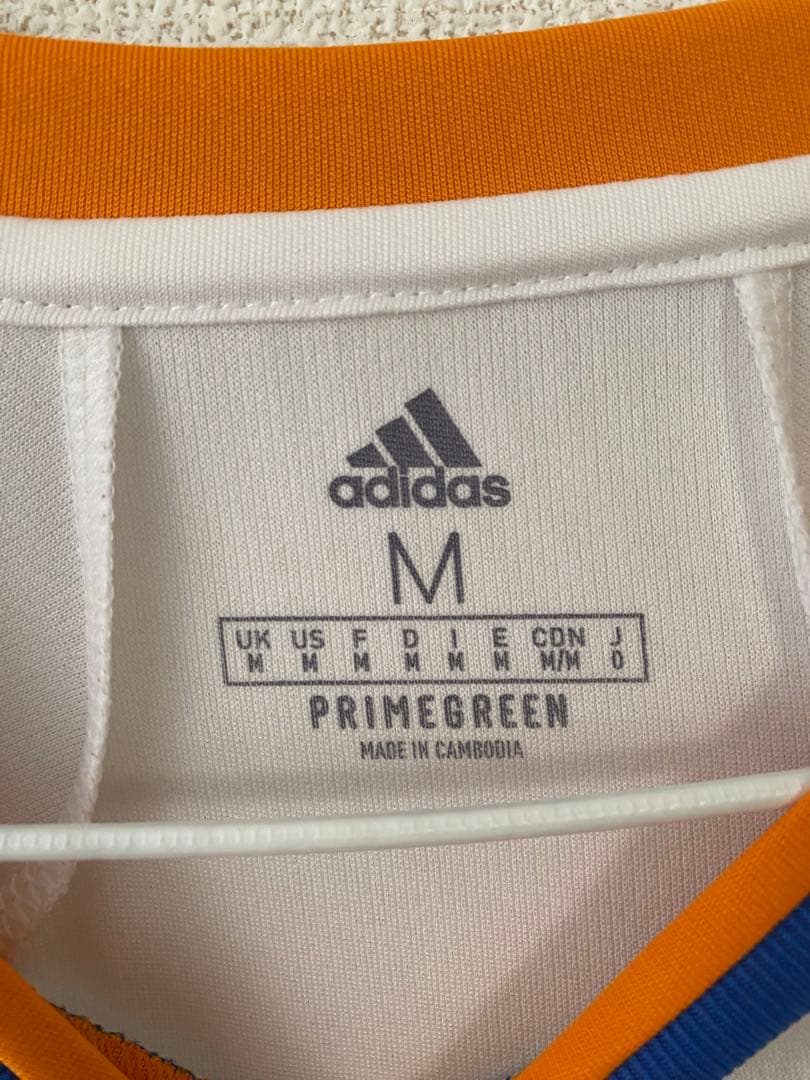 adidas
M
UK US F D I E CDN J
M M M M M M M/M O
PRIMEGREEN
MADE IN CAMBODIA